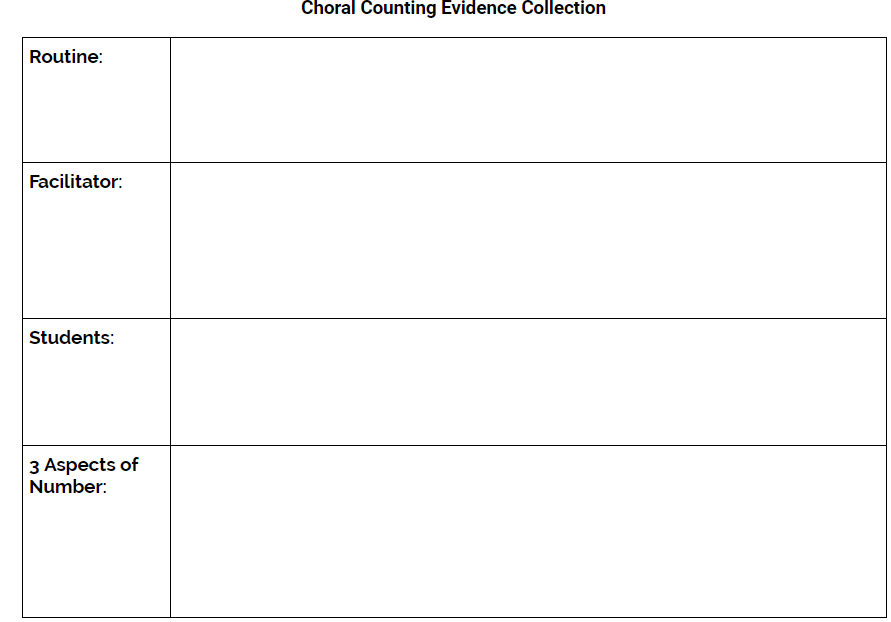 Choral Counting Evidence Collection
Routine:
Facilitator:
Students:
3 Aspects of
Number: